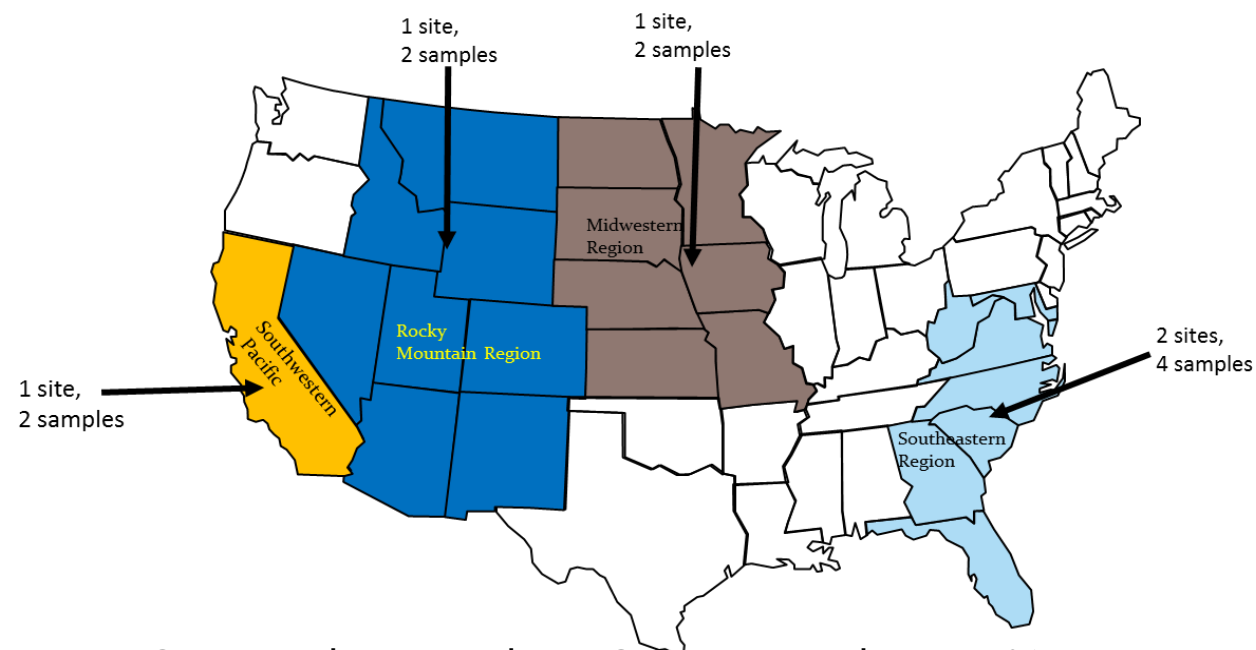 1 site,
2 samples
1 site,
2 samples
Midwestern
Region
Rocky
Mountain Region
Southwestern
Pacific
2 sites,
4 samples
1 site,
2 samples
Southeastern
Region